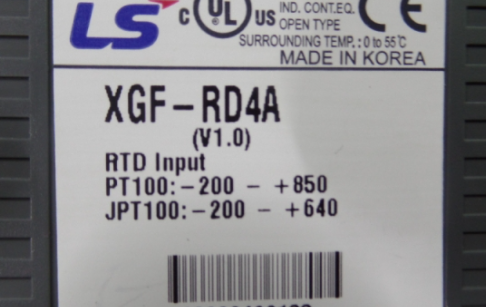 LS
c UL US
IND. CONT.EQ.
OPEN TYPE
CE
SURROUNDING TEMP. : 0 to 55℃
MADE IN KOREA
XGF-RD4A
(V1.0)
RTD Input
PT100:-200 - +850
JPT100:-200 - +640